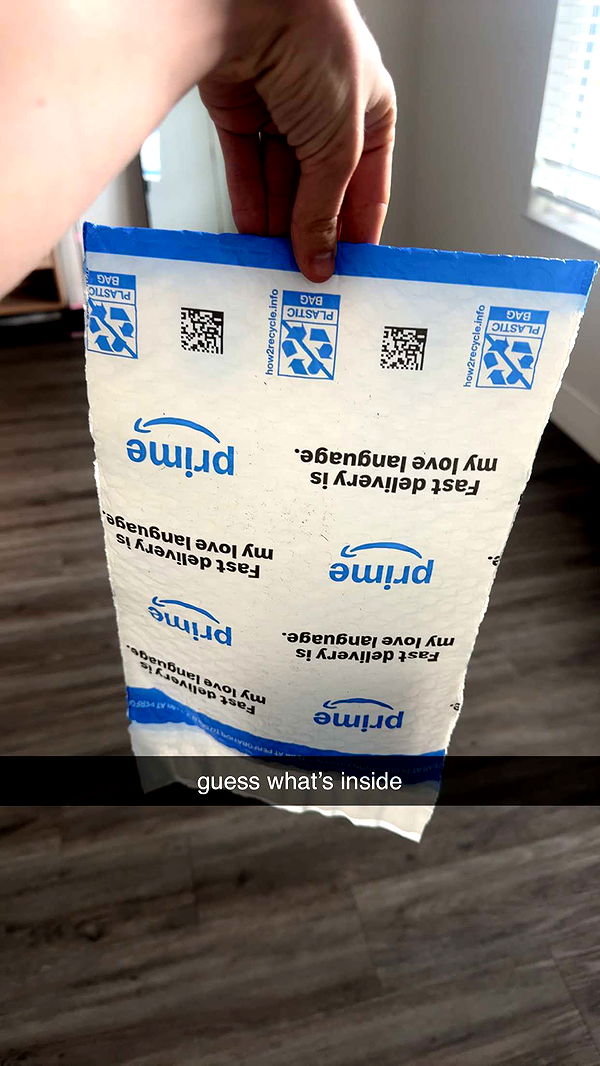 PLASTIC
BAG
how2recycle.info
PLASTIC
BAG
how2recycle.info
PLASTIC
BAG
prime
Fast delivery is
my love language.
Fast delivery is
my love language.
prime
prime
Fast delivery is
my love language.
Fast delivery is
my love language.
prime
guess what's inside